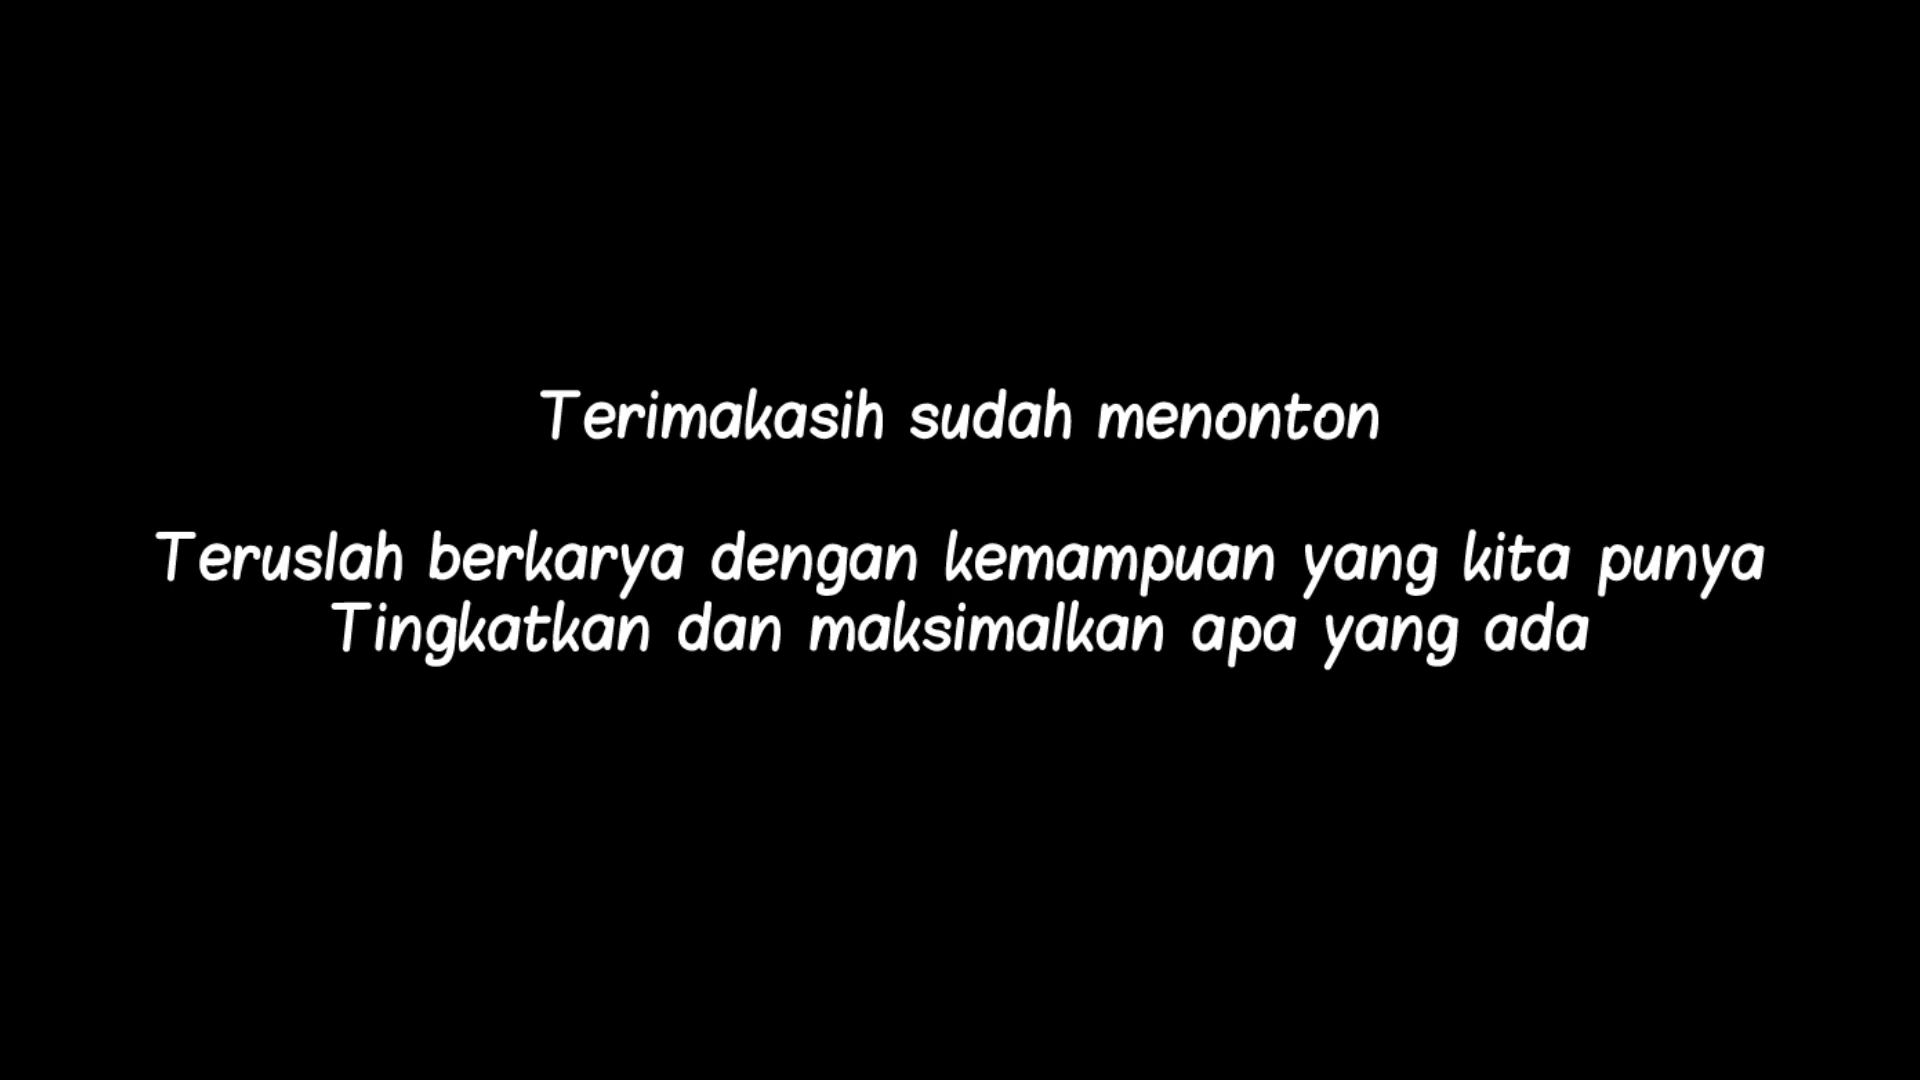 Terimakasih sudah menonton
Teruslah berkarya dengan kemampuan yang kita punya
Tingkatkan dan maksimalkan apa yang ada